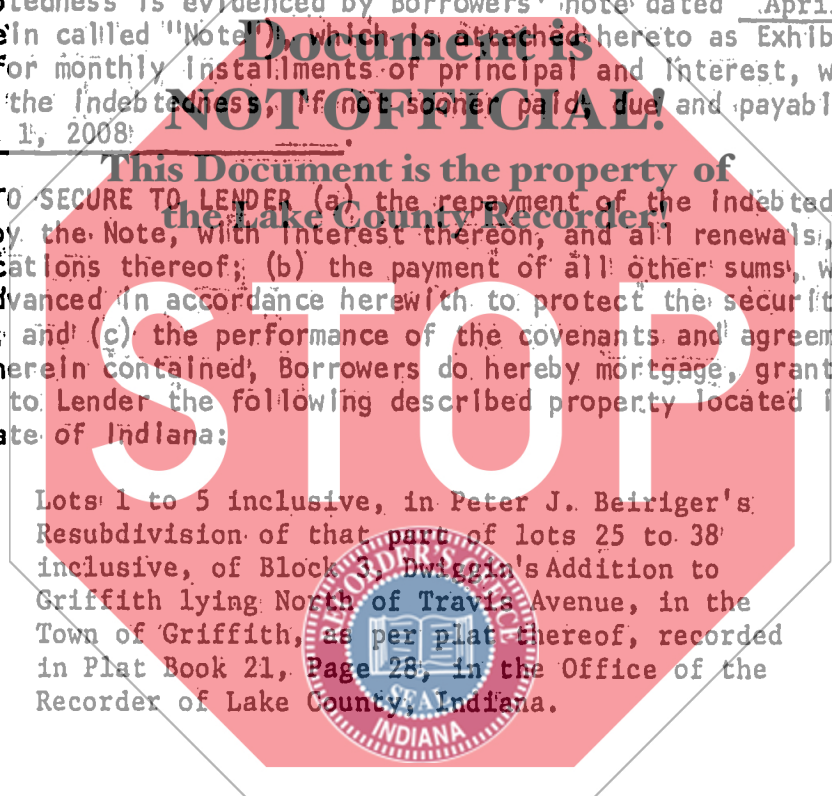 tedness is evidenced by Borrowers' note dated April
ein callled "Note"), which is attached hereto as Exhib
or monthly installments of principal and interest, w
the indebtedness, if not sooner paid, due and payabl
1, 2008.
Document is
NOT OFFICIAL!
This Document is the property of
the Lake County Recorder!
O SECURE TO LENDER (a) the repayment of the indebted
y the Note, with interest thereon, and all renewals,
cations thereof; (b) the payment of all other sums, w
dvanced in accordance herewith to protect the securit
and (c) the performance of the covenants and agreem
herein contained, Borrowers do hereby mortgage, grant
to Lender the following described property located i
ate of Indiana:
STOP
Lots 1 to 5 inclusive, in Peter J. Beiriger's
Resubdivision of that part of lots 25 to 38
inclusive, of Block 3, Dwiggin's Addition to
Griffith lying North of Travis Avenue, in the
Town of Griffith, as per plat thereof, recorded
in Plat Book 21, Page 28, in the Office of the
Recorder of Lake County, Indiana.
RECORDER'S OFFICE
SEAL
INDIANA